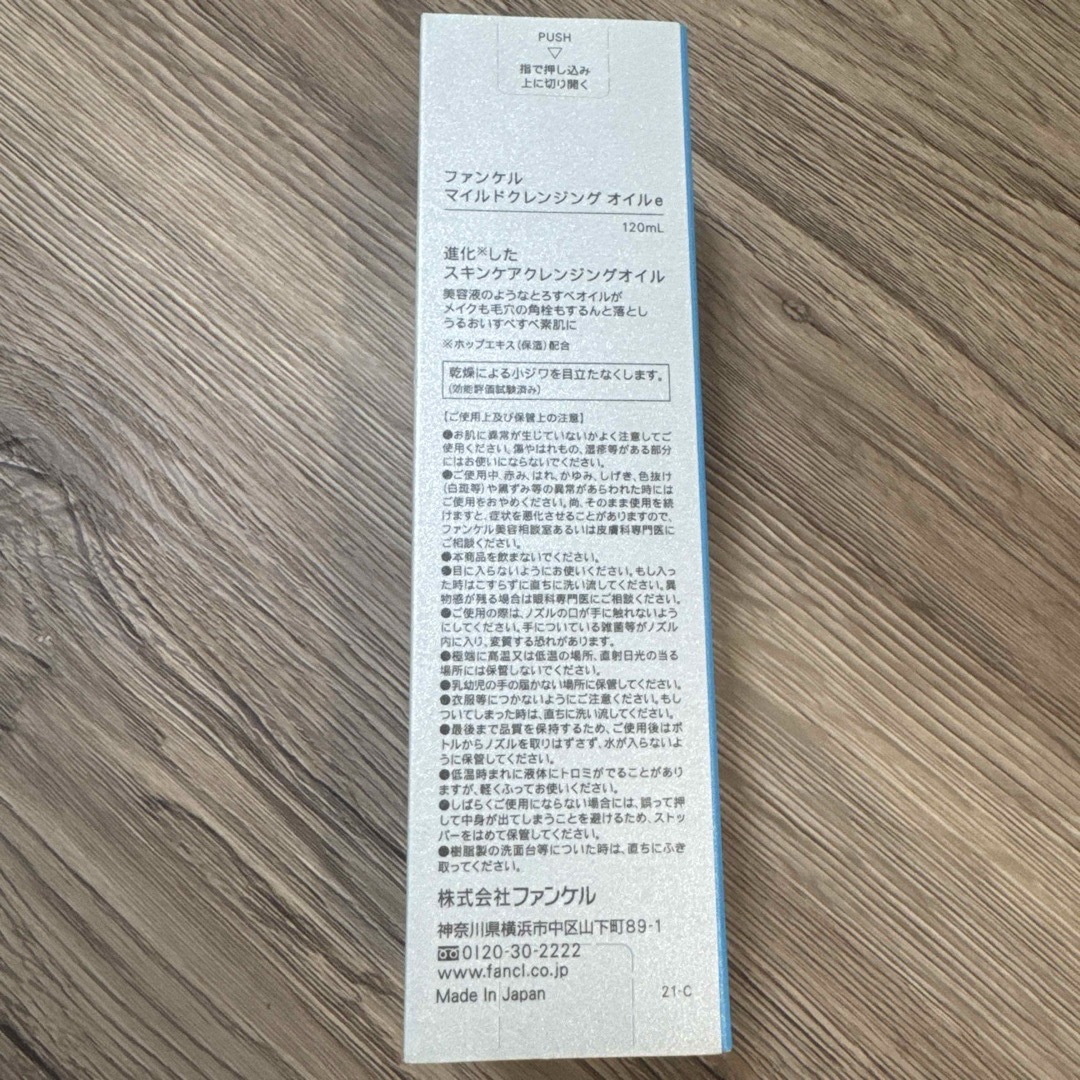 PUSH
▽
指で押し込み
上に切り開く
ファンケル
マイルドクレンジング オイルe
120mL
進化※した
スキンケアクレンジングオイル
美容液のようなとろすべオイルが
メイクも毛穴の角栓もするんと落とし
うるおいすべすべ素肌に
※ホップエキス(保湿)配合
乾燥による小ジワを目立たなくします。
(効能評価試験済み)
【ご使用上及び保管上の注意】
●お肌に異常が生じていないかよく注意してご
使用ください。傷やはれもの、湿疹等がある部分
にはお使いにならないでください。
●ご使用中、赤み、はれ、かゆみ、しげき、色抜け
(白斑等)や黒ずみ等の異常があらわれた時には
ご使用をおやめください。尚、そのまま使用を続
けますと、症状を悪化させることがありますので、
ファンケル美容相談室あるいは皮膚科専門医に
ご相談ください。
●本商品を飲まないでください。
●目に入らないようにお使いください。もし入っ
た時はこすらずに直ちに洗い流してください。異
物感が残る場合は眼科専門医にご相談ください。
●ご使用の際は、ノズルの口が手に触れないよう
にしてください。手についている雑菌等がノズル
内に入り、変質する恐れがあります。
●極端に高温又は低温の場所、直射日光の当る
場所には保管しないでください。
●乳幼児の手の届かない場所に保管してください。
●衣服等につかないようにご注意ください。もし
ついてしまった時は、直ちに洗い流してください。
●最後まで品質を保持するため、ご使用後はボ
トルからノズルを取りはずさず、水が入らないよ
うに保管してください。
●低温時まれに液体にトロミがでることがあり
ますが、軽くふってお使いください。
●しばらくご使用にならない場合には、誤って押
して中身が出てしまうことを避けるため、ストッ
パーをはめて保管してください。
●樹脂製の洗面台等についた時は、直ちにふき
取ってください。
株式会社ファンケル
神奈川県横浜市中区山下町89-1
0120-30-2222
www.fancl.co.jp
Made In Japan
21-C